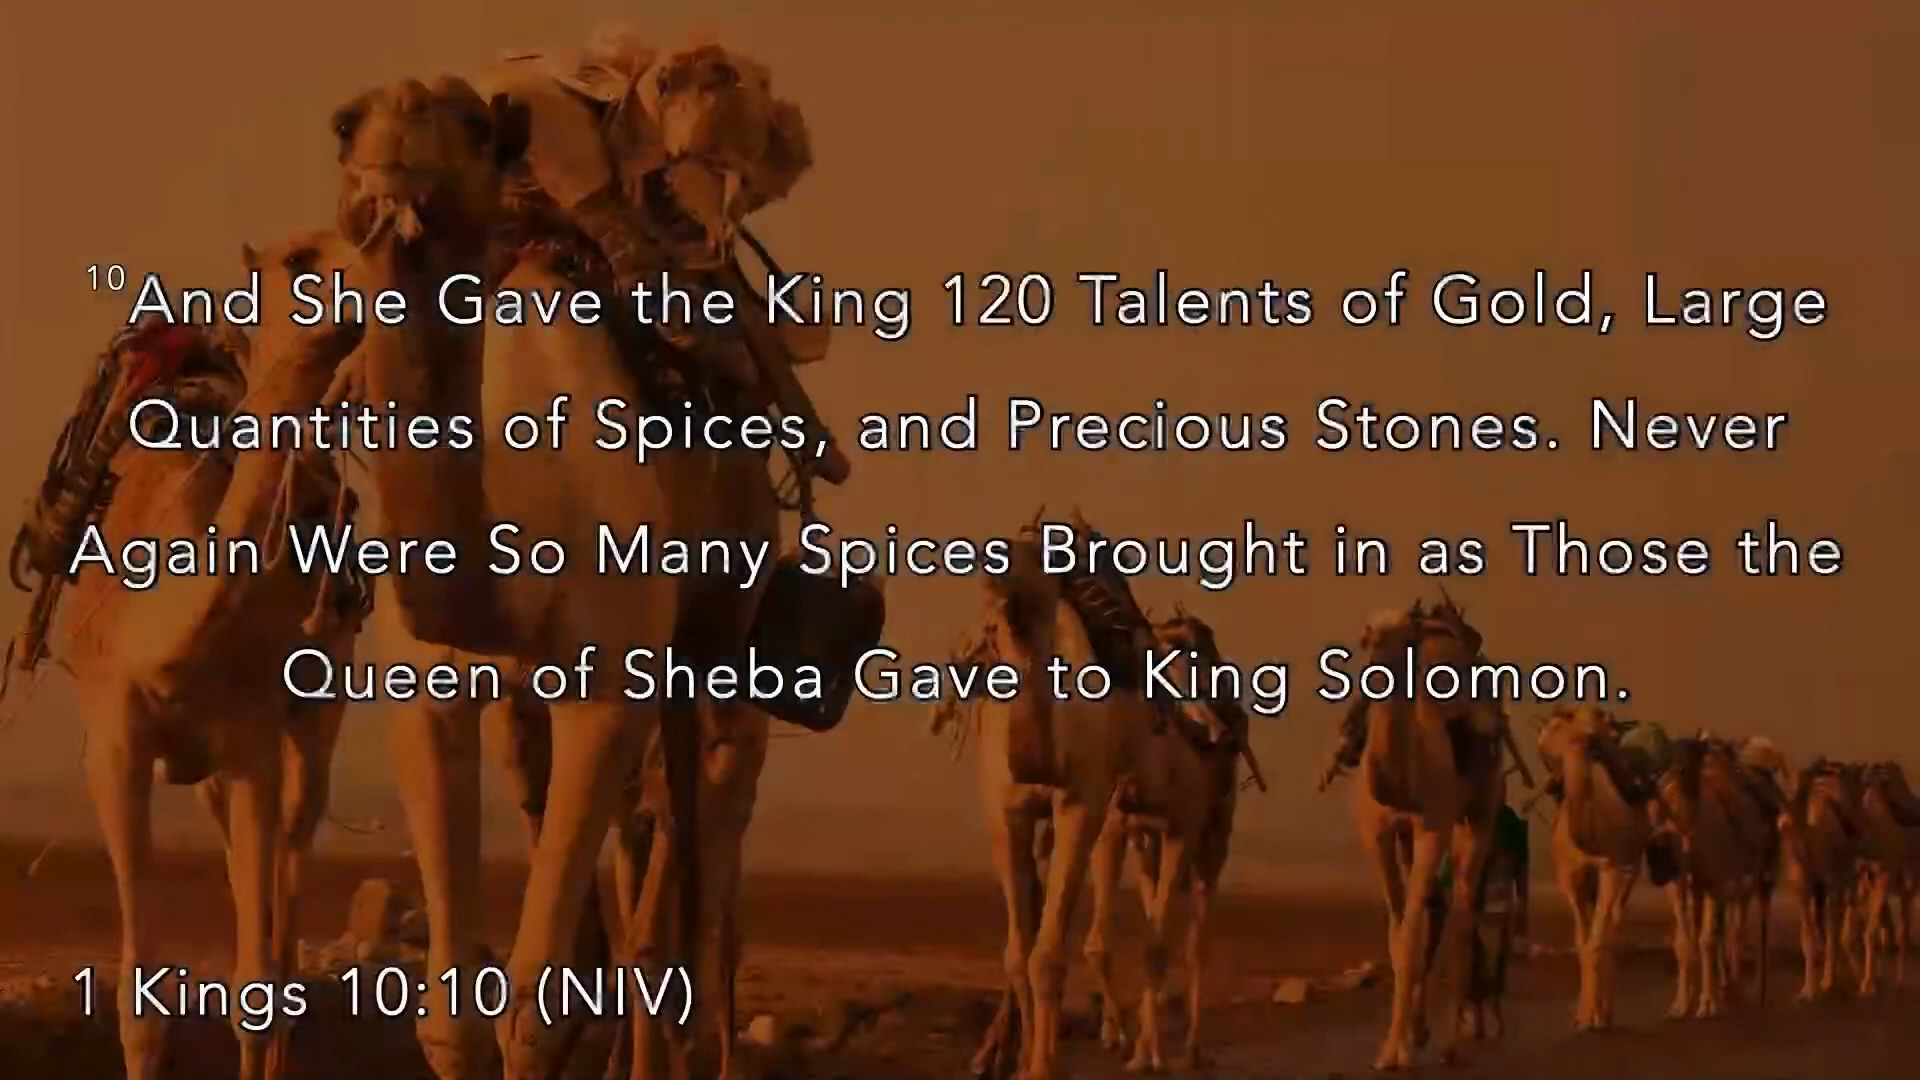 10And She Gave the King 120 Talents of Gold, Large
Quantities of Spices, and Precious Stones. Never
Again Were So Many Spices Brought in as Those the
Queen of Sheba Gave to King Solomon.
1 Kings 10:10 (NIV)